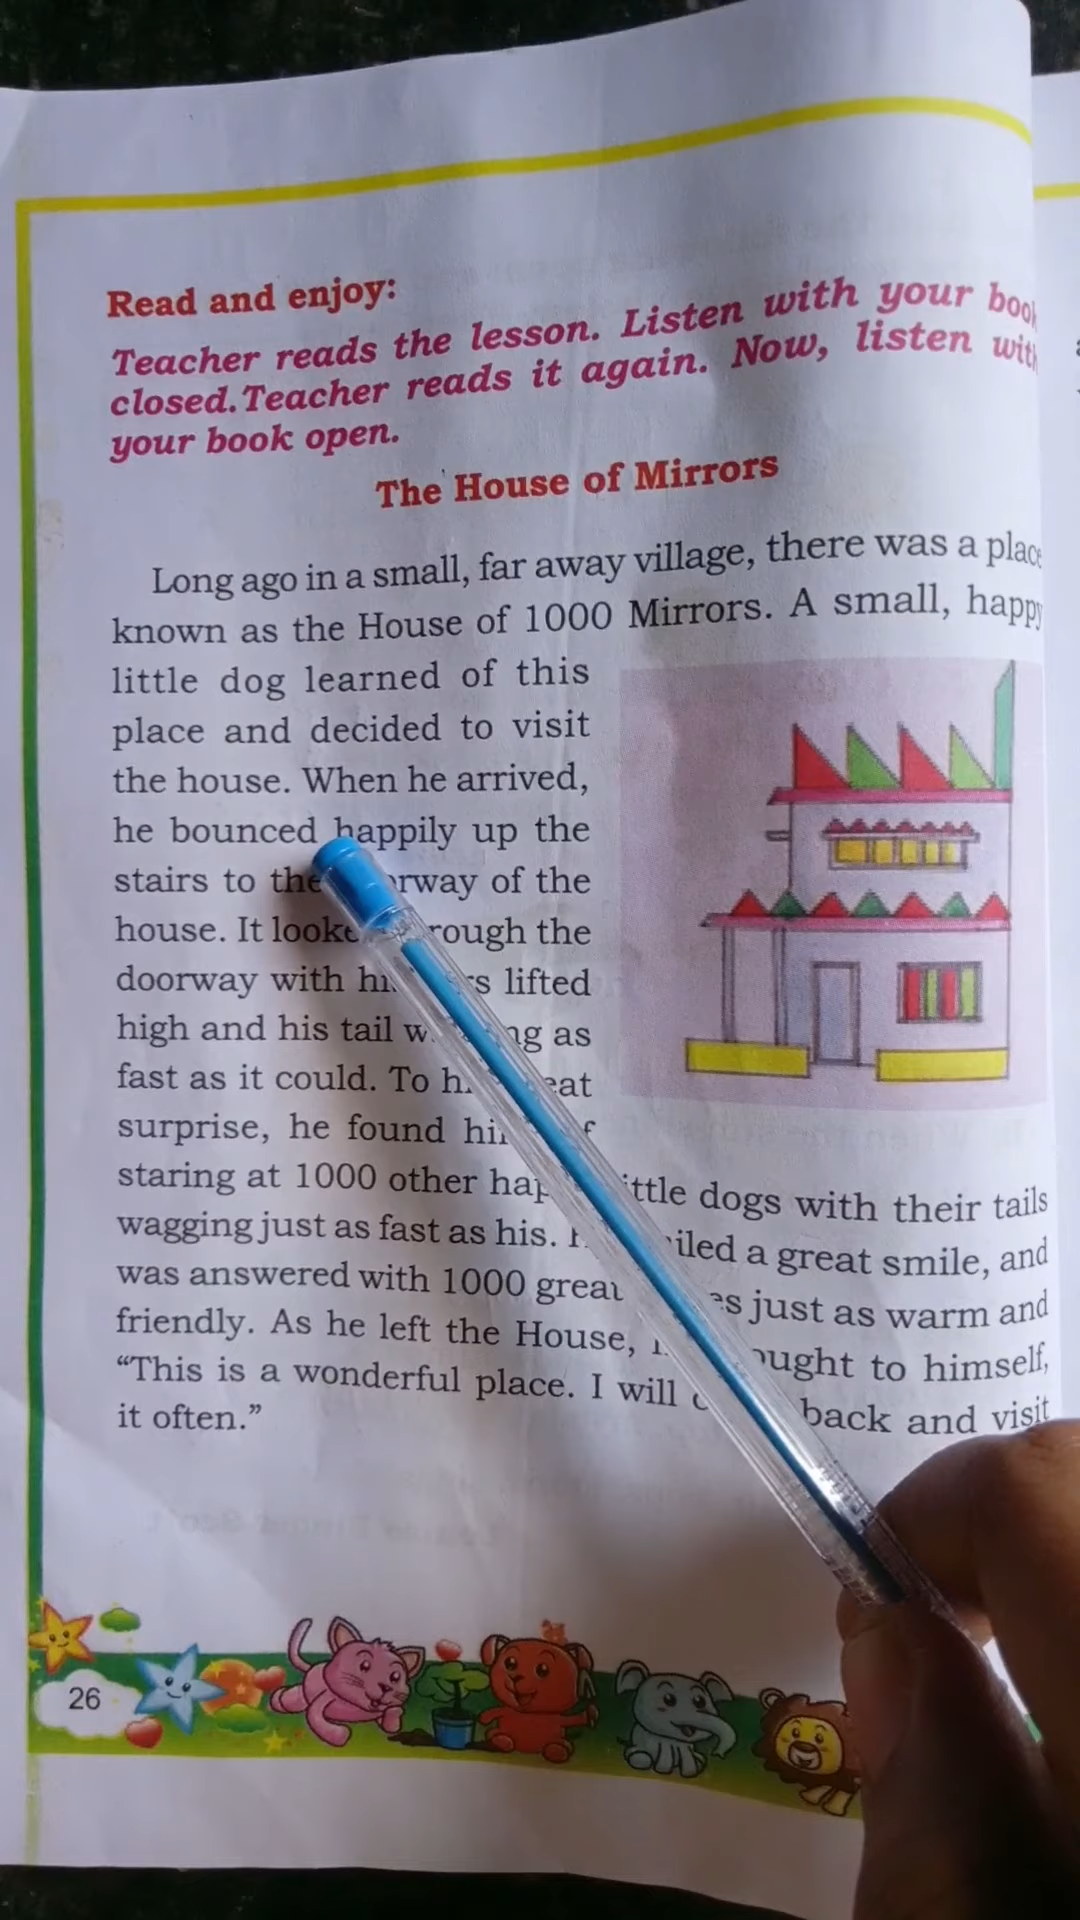 Read and enjoy:
Teacher reads the lesson. Listen with your
closed. Teacher reads it again. Now, listen
your book open.
The House of Mirrors
Long ago in a small, far away village, there was a place
known as the House of 1000 Mirrors. A small, happy
little dog learned of this
place and decided to visit
the house. When he arrived,
he bounced happily up the
stairs to the of the
house. It the
doorway with lifted
high and his tail as
fast as it could. To
surprise, he found
staring at 1000 other dogs with their tails
wagging just as fast as his. a great smile, and
was answered with 1000 just as warm and
friendly. As he left the House, to himself,
“This is a wonderful place. I will back and visit
it often.”
26